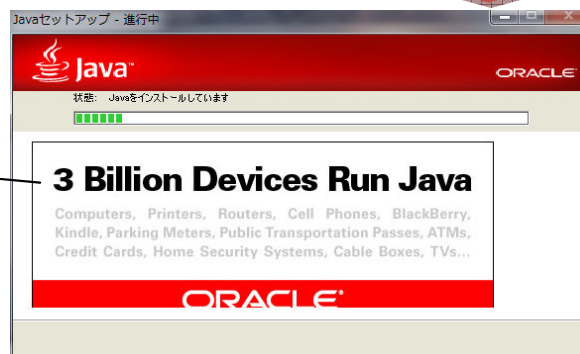 Javaセットアップ - 進行中
Java™
ORACLE
状態: Javaをインストールしています
3 Billion Devices Run Java
Computers, Printers, Routers, Cell Phones, BlackBerry,
Kindle, Parking Meters, Public Transportation Passes, ATMs,
Credit Cards, Home Security Systems, Cable Boxes, TVs...
ORACLE®